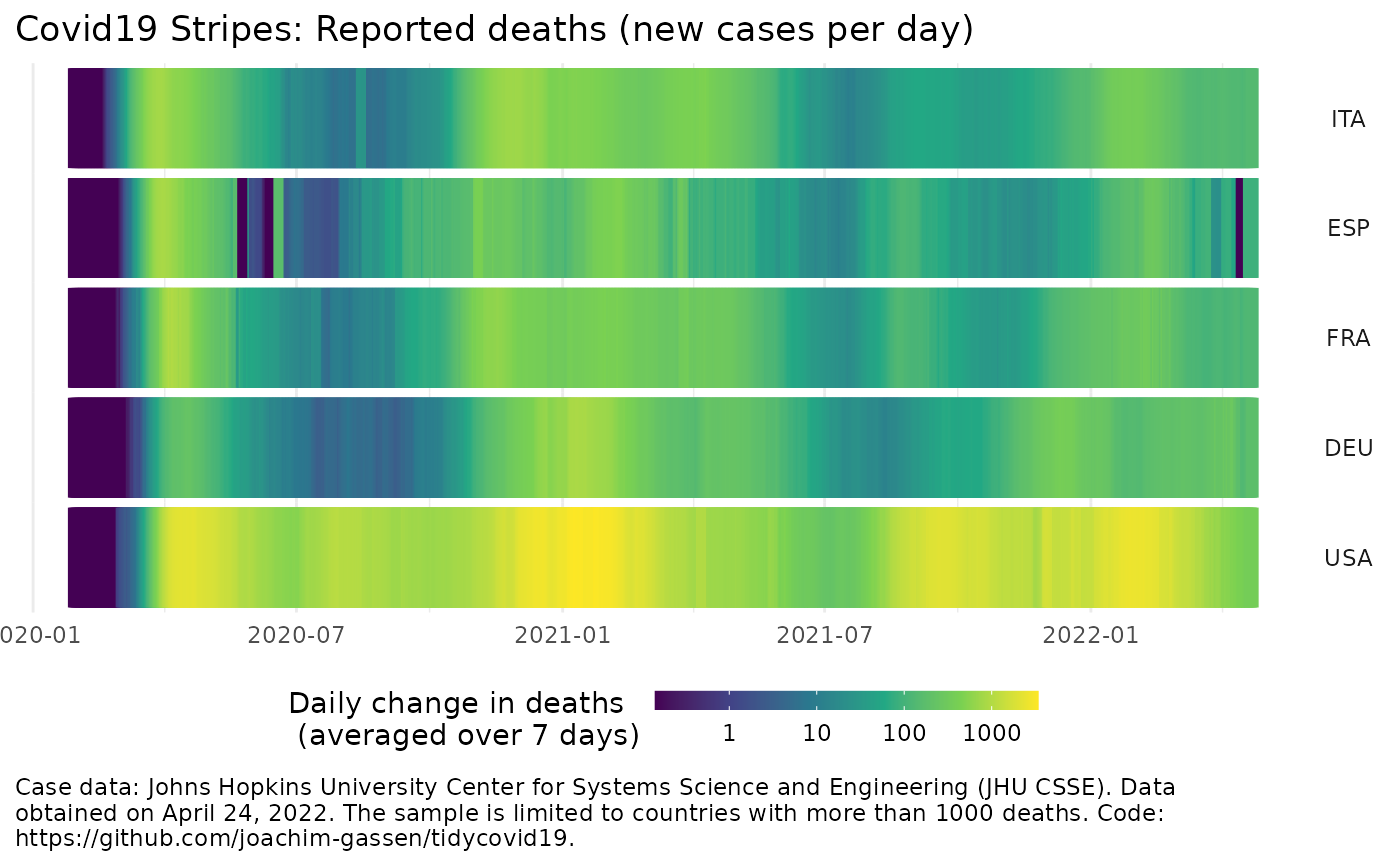 Covid19 Stripes: Reported deaths (new cases per day)
ITA
ESP
FRA
DEU
USA
020-01 2020-07 2021-01 2021-07 2022-01
Daily change in deaths
(averaged over 7 days)
1 10 100 1000
Case data: Johns Hopkins University Center for Systems Science and Engineering (JHU CSSE). Data
obtained on April 24, 2022. The sample is limited to countries with more than 1000 deaths. Code:
https://github.com/joachim-gassen/tidycovid19.